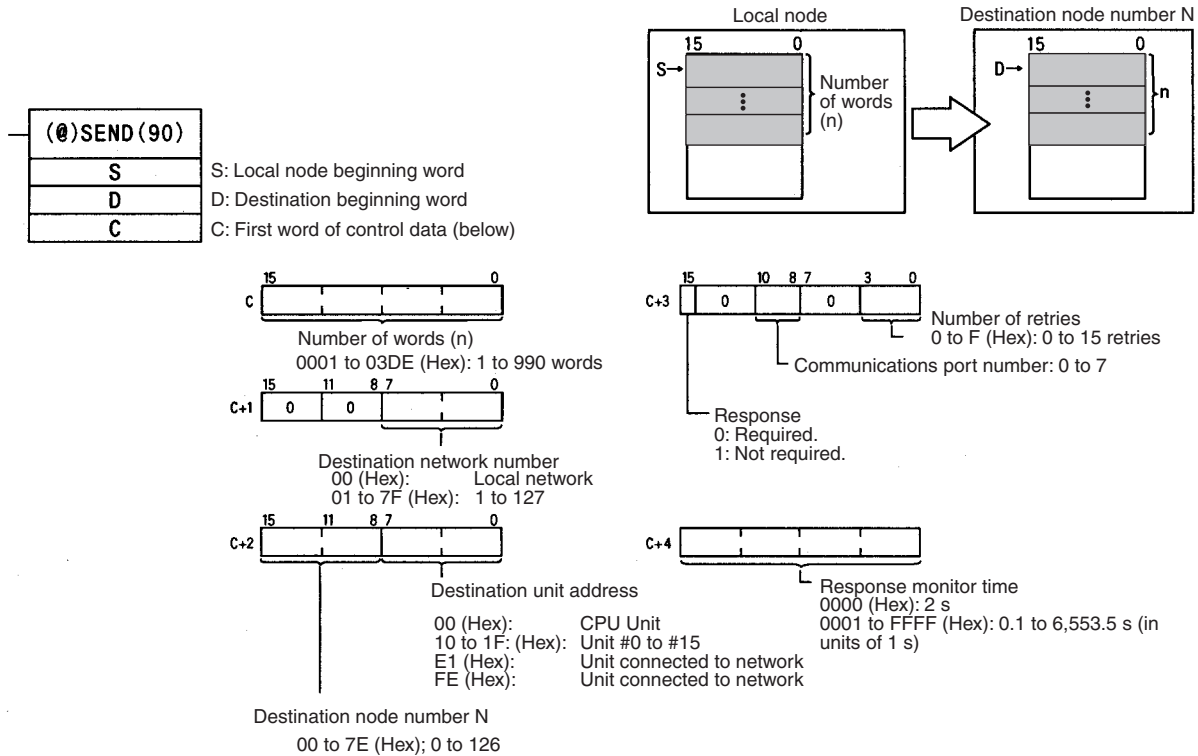 Local node
Destination node number N
15 0
15 0
S→
Number
of words
(n)
D→
n
(@)SEND(90)
S
S: Local node beginning word
D
D: Destination beginning word
C
C: First word of control data (below)
15 0
C
Number of words (n)
0001 to 03DE (Hex): 1 to 990 words
15 11 8 7 0
C+1 0 0
Destination network number
00 (Hex): Local network
01 to 7F (Hex): 1 to 127
15 11 8 7 0
C+2
Destination unit address
00 (Hex): CPU Unit
10 to 1F: (Hex): Unit #0 to #15
E1 (Hex): Unit connected to network
FE (Hex): Unit connected to network
Destination node number N
00 to 7E (Hex); 0 to 126
15 10 8 7 3 0
C+3 0 0
Number of retries
0 to F (Hex): 0 to 15 retries
Communications port number: 0 to 7
Response
0: Required.
1: Not required.
C+4
Response monitor time
0000 (Hex): 2 s
0001 to FFFF (Hex): 0.1 to 6,553.5 s (in
units of 1 s)